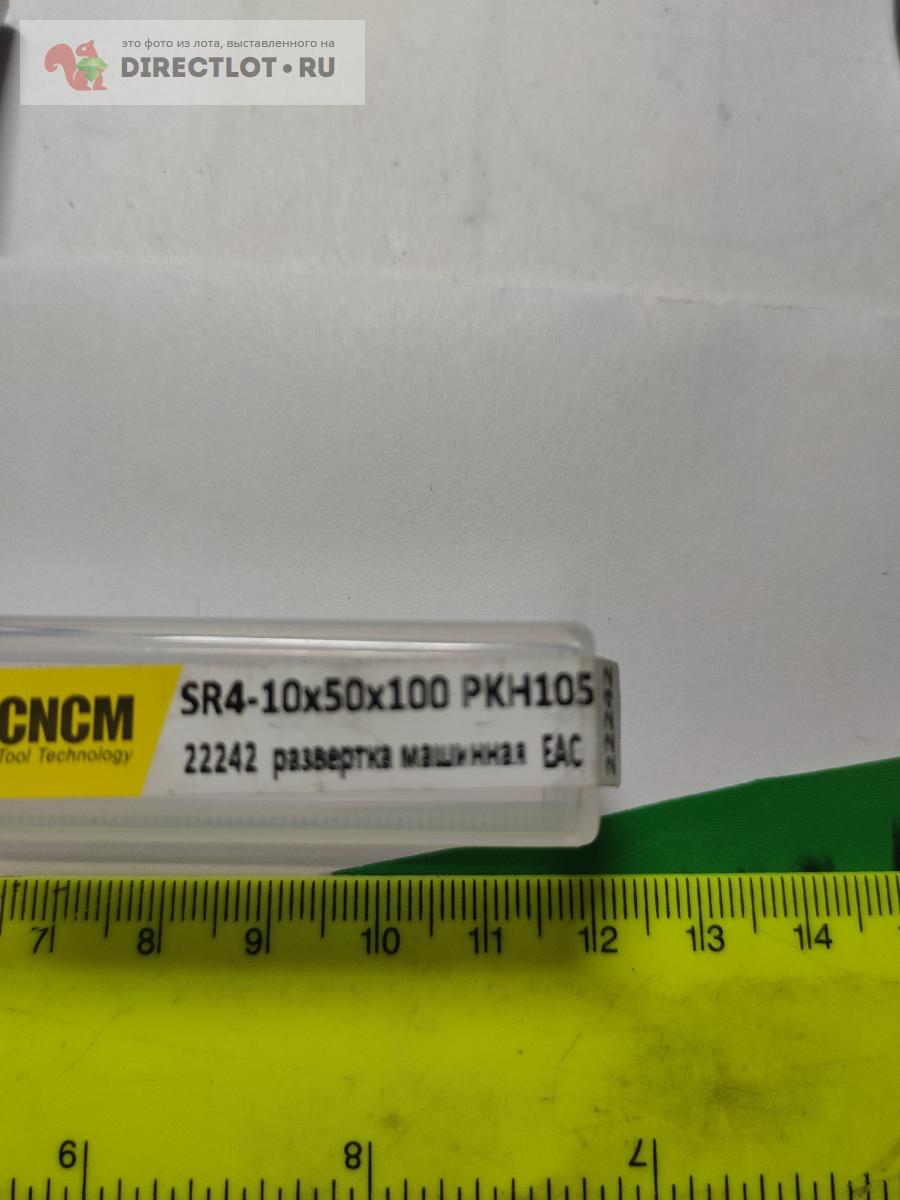 это фото из лота, выставленного на
DIRECTLOT•RU
CNCM
Tool Technology
SR4-10x50x100 PKH105
22242 развертка машинная EAC
7 8 9 10 11 12 13 14
9 8 7